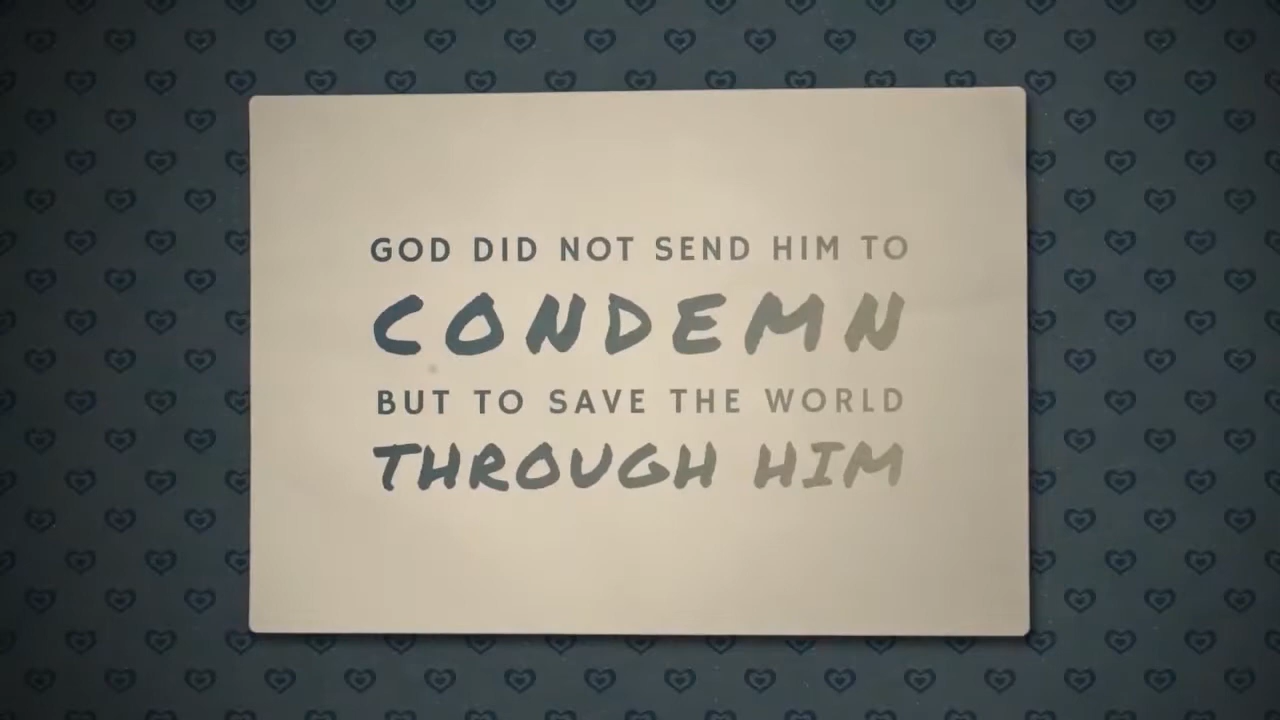 GOD DID NOT SEND HIM TO
CONDEMN
BUT TO SAVE THE WORLD
THROUGH HIM